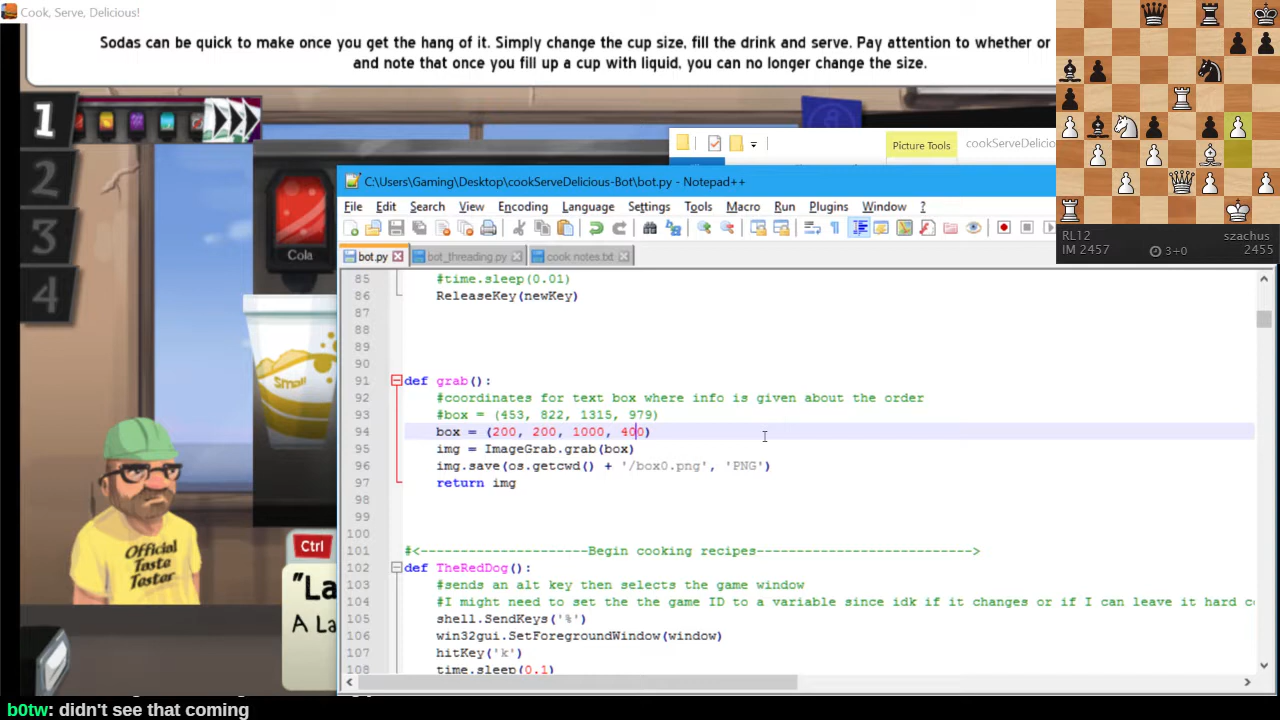 Cook, Serve, Delicious!
Sodas can be quick to make once you get the hang of it. Simply change the cup size, fill the drink and serve. Pay attention to whether or
and note that once you fill up a cup with liquid, you can no longer change the size.
1
2
3
4
Cola
Small
Official
Taste
Tester
Ctrl
"La
A La
Picture Tools
cookServeDelicio
C:\Users\Gaming\Desktop\cookServeDelicious-Bot\bot.py - Notepad++
File Edit Search View Encoding Language Settings Tools Macro Run Plugins Window ?
bot.py bot_threading.py cook notes.txt
85 #time.sleep(0.01)
86 ReleaseKey(newKey)
87
88
89
90
91 def grab():
92 #coordinates for text box where info is given about the order
93 #box = (453, 822, 1315, 979)
94 box = (200, 200, 1000, 400)
95 img = ImageGrab.grab(box)
96 img.save(os.getcwd() + '/box0.png', 'PNG')
97 return img
98
99
100
101 #<---------------------Begin cooking recipes-------------------------->
102 def TheRedDog():
103 #sends an alt key then selects the game window
104 #I might need to set the the game ID to a variable since idk if it changes or if I can leave it hard c
105 shell.SendKeys('%')
106 win32gui.SetForegroundWindow(window)
107 hitKey('k')
108 time.sleep(0.1)
RL12 szachus
IM 2457 3+0 2455
b0tw: didn't see that coming